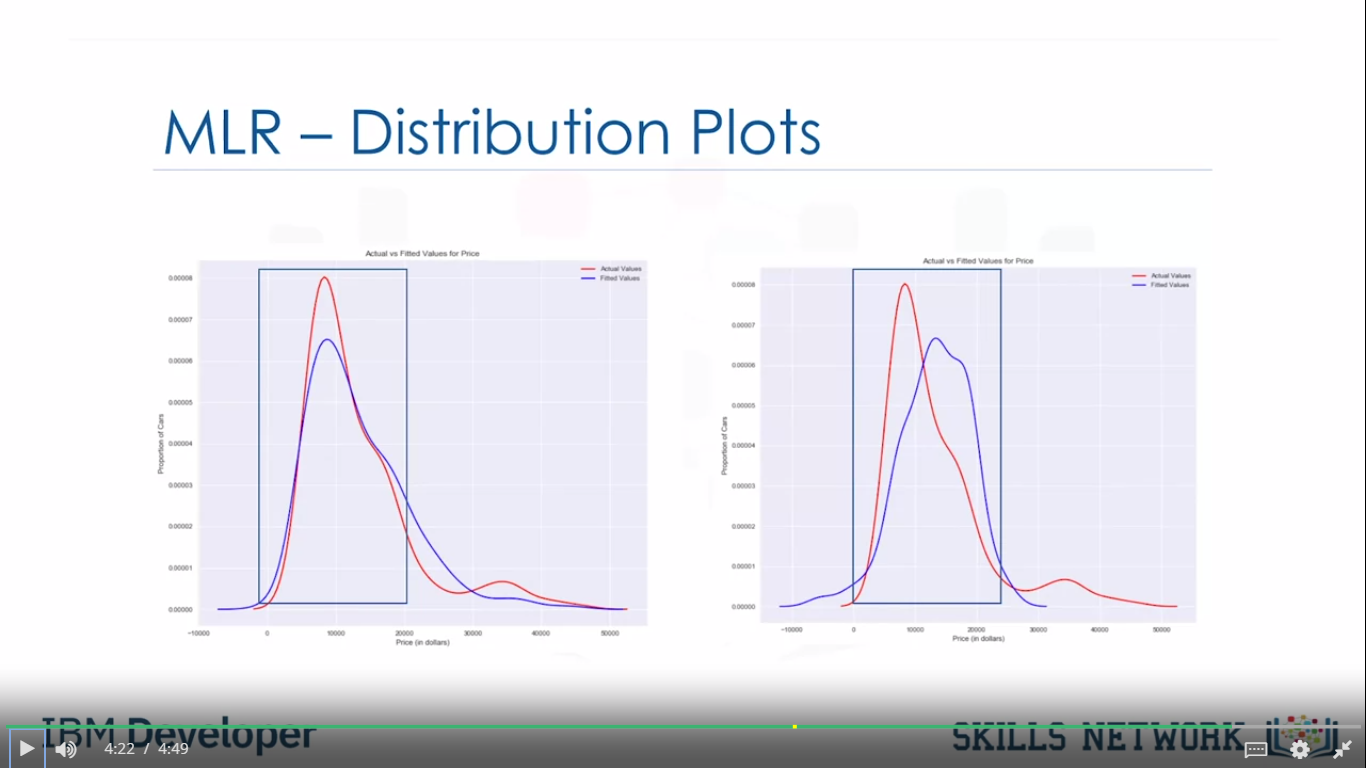 MLR – Distribution Plots
Actual vs Fitted Values for Price
Actual Values
Fitted Values
0.00008
0.00007
0.00006
0.00005
0.00004
0.00003
0.00002
0.00001
0.00000
Proportion of Cars
−10000 0 10000 20000 30000 40000 50000
Price (in dollars)
Actual vs Fitted Values for Price
Actual Values
Fitted Values
0.00008
0.00007
0.00006
0.00005
0.00004
0.00003
0.00002
0.00001
0.00000
Proportion of Cars
−10000 0 10000 20000 30000 40000 50000
Price (in dollars)
IBM Developer
SKILLS NETWORK
4:22 / 4:49